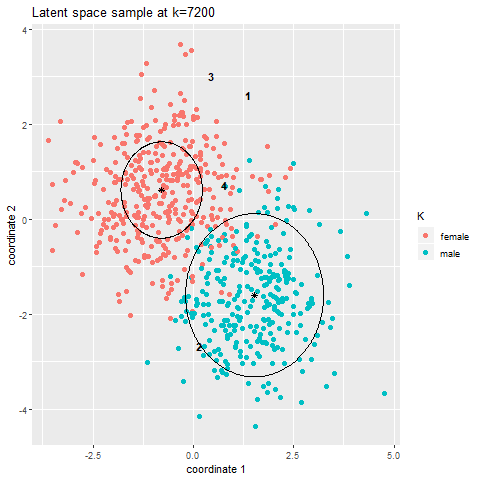 Latent space sample at k=7200
4
3
1
2
4
K
female
male
0
2
-2
-4
coordinate 2
-2.5
0.0
2.5
5.0
coordinate 1